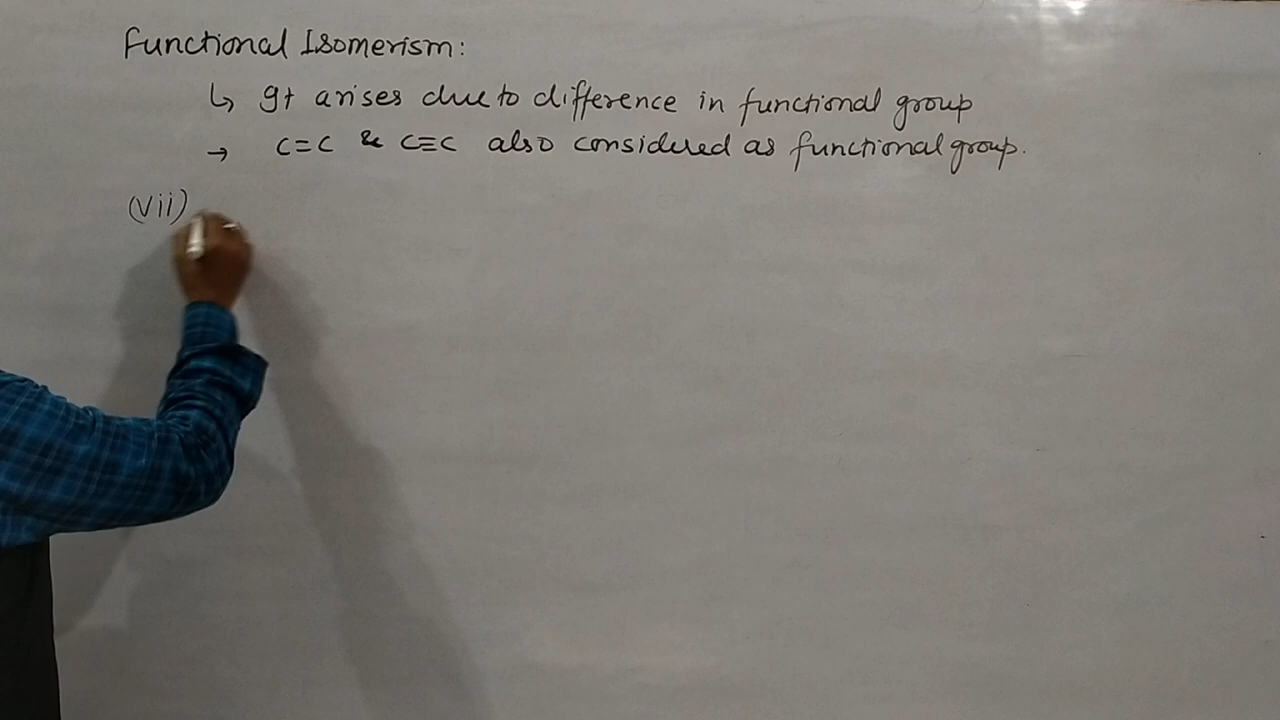 Functional Isomerism:
↳ It arises due to difference in functional group
→ C=C & C≡C also considered as functional group.
(vii)